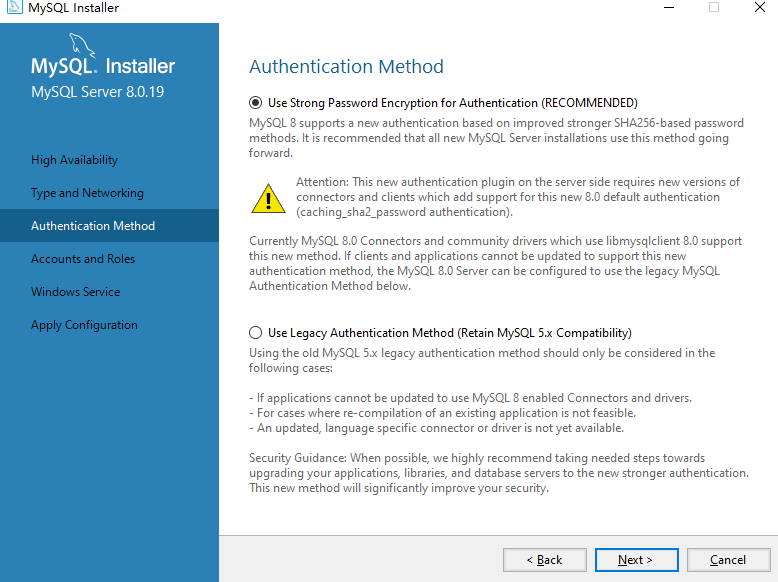 MySQL Installer
MySQL. Installer
MySQL Server 8.0.19
High Availability
Type and Networking
Authentication Method
Accounts and Roles
Windows Service
Apply Configuration
Authentication Method
Use Strong Password Encryption for Authentication (RECOMMENDED)
MySQL 8 supports a new authentication based on improved stronger SHA256-based password
methods. It is recommended that all new MySQL Server installations use this method going
forward.
Attention: This new authentication plugin on the server side requires new versions of
connectors and clients which add support for this new 8.0 default authentication
(caching_sha2_password authentication).
Currently MySQL 8.0 Connectors and community drivers which use libmysqlclient 8.0 support
this new method. If clients and applications cannot be updated to support this new
authentication method, the MySQL 8.0 Server can be configured to use the legacy MySQL
Authentication Method below.
Use Legacy Authentication Method (Retain MySQL 5.x Compatibility)
Using the old MySQL 5.x legacy authentication method should only be considered in the
following cases:
- If applications cannot be updated to use MySQL 8 enabled Connectors and drivers.
- For cases where re-compilation of an existing application is not feasible.
- An updated, language specific connector or driver is not yet available.
Security Guidance: When possible, we highly recommend taking needed steps towards
upgrading your applications, libraries, and database servers to the new stronger authentication.
This new method will significantly improve your security.
< Back
Next >
Cancel